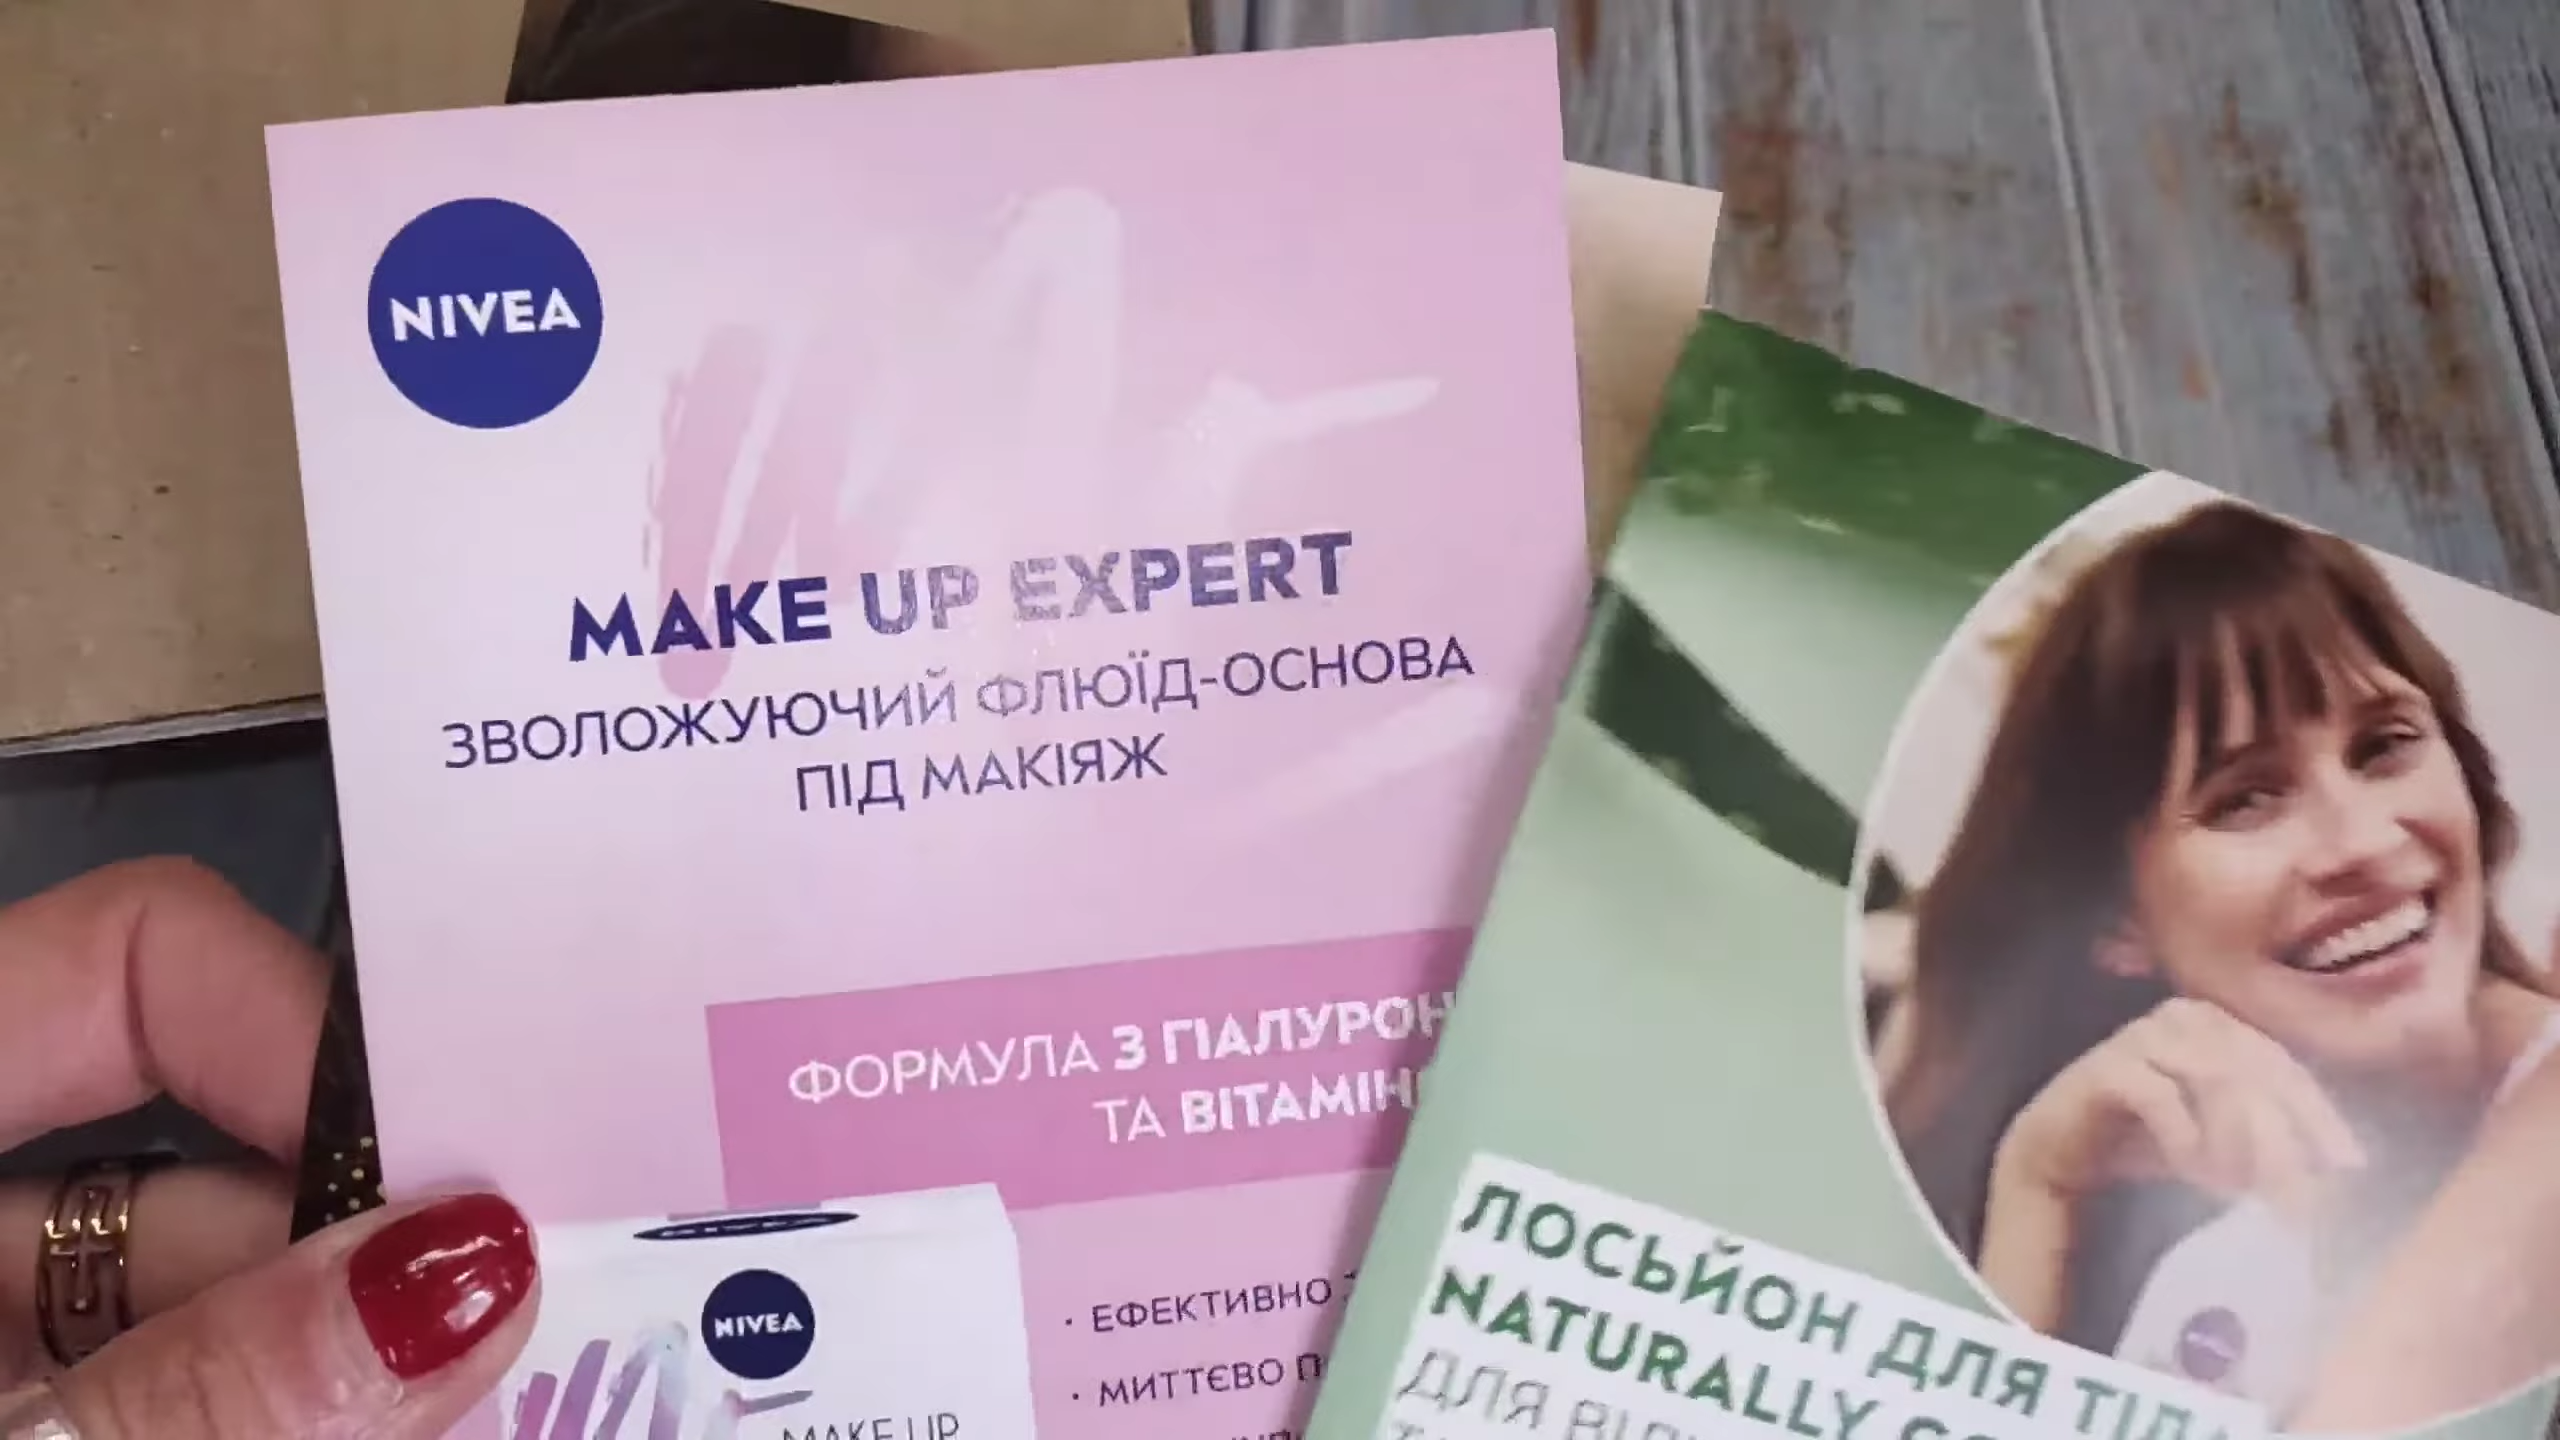 NIVEA
MAKE UP EXPERT
ЗВОЛОЖУЮЧИЙ ФЛЮЇД-ОСНОВА
ПІД МАКІЯЖ
ФОРМУЛА З ГІАЛУРОН
ТА ВІТАМІН
NIVEA
MAKE UP
· ЕФЕКТИВНО
· МИТТЄВО П
ЛОСЬЙОН ДЛЯ ТІЛ
NATURALLY
ДЛЯ